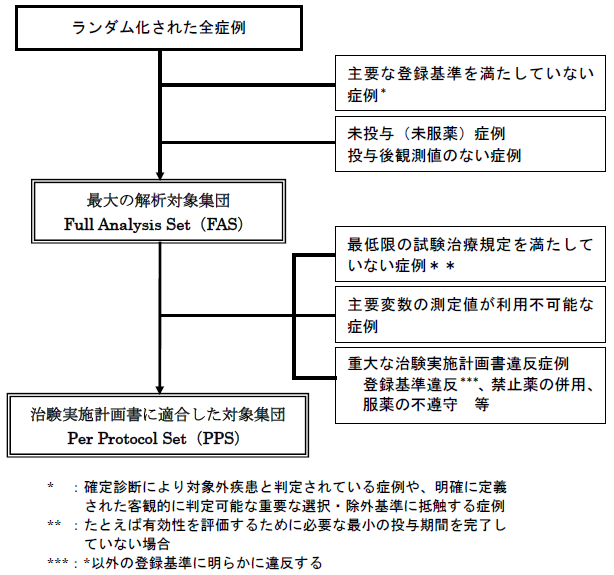 ランダム化された全症例
主要な登録基準を満たしていない
症例*
未投与（未服薬）症例
投与後観測値のない症例
最大の解析対象集団
Full Analysis Set（FAS）
最低限の試験治療規定を満たして
いない症例＊＊
主要変数の測定値が利用不可能な
症例
重大な治験実施計画書違反症例
登録基準違反***、禁止薬の併用、
服薬の不遵守　等
治験実施計画書に適合した対象集団
Per Protocol Set（PPS）
*　：確定診断により対象外疾患と判定されている症例や、明確に定義
された客観的に判定可能な重要な選択・除外基準に抵触する症例
**　：たとえば有効性を評価するために必要な最小の投与期間を完了し
ていない場合
***：*以外の登録基準に明らかに違反する